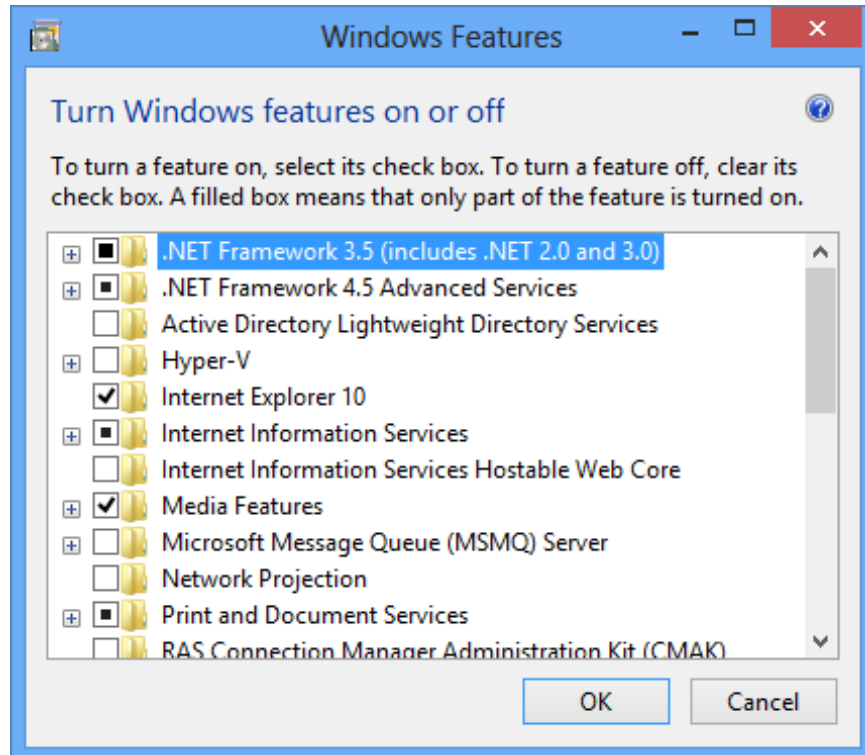 Windows Features
Turn Windows features on or off
To turn a feature on, select its check box. To turn a feature off, clear its
check box. A filled box means that only part of the feature is turned on.
.NET Framework 3.5 (includes .NET 2.0 and 3.0)
.NET Framework 4.5 Advanced Services
Active Directory Lightweight Directory Services
Hyper-V
Internet Explorer 10
Internet Information Services
Internet Information Services Hostable Web Core
Media Features
Microsoft Message Queue (MSMQ) Server
Network Projection
Print and Document Services
RAS Connection Manager Administration Kit (CMAK)
OK Cancel